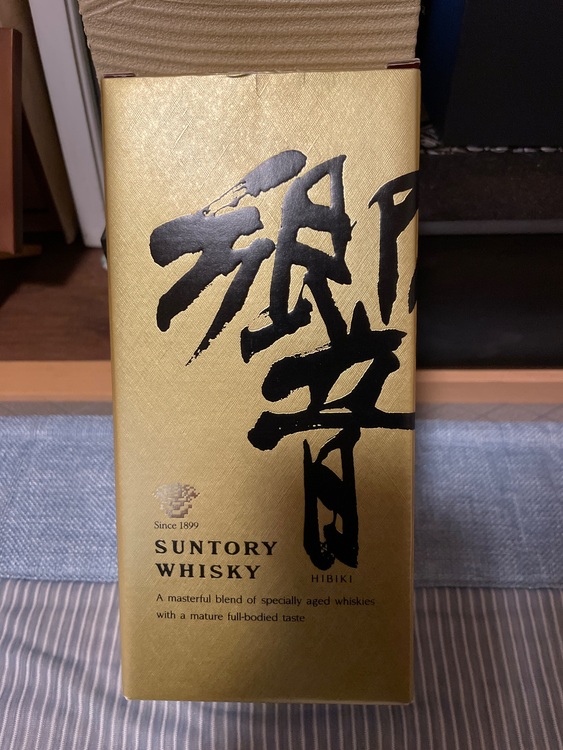 響
Since 1899
SUNTORY
WHISKY
HIBIKI
A masterful blend of specially aged whiskies
with a mature full-bodied taste